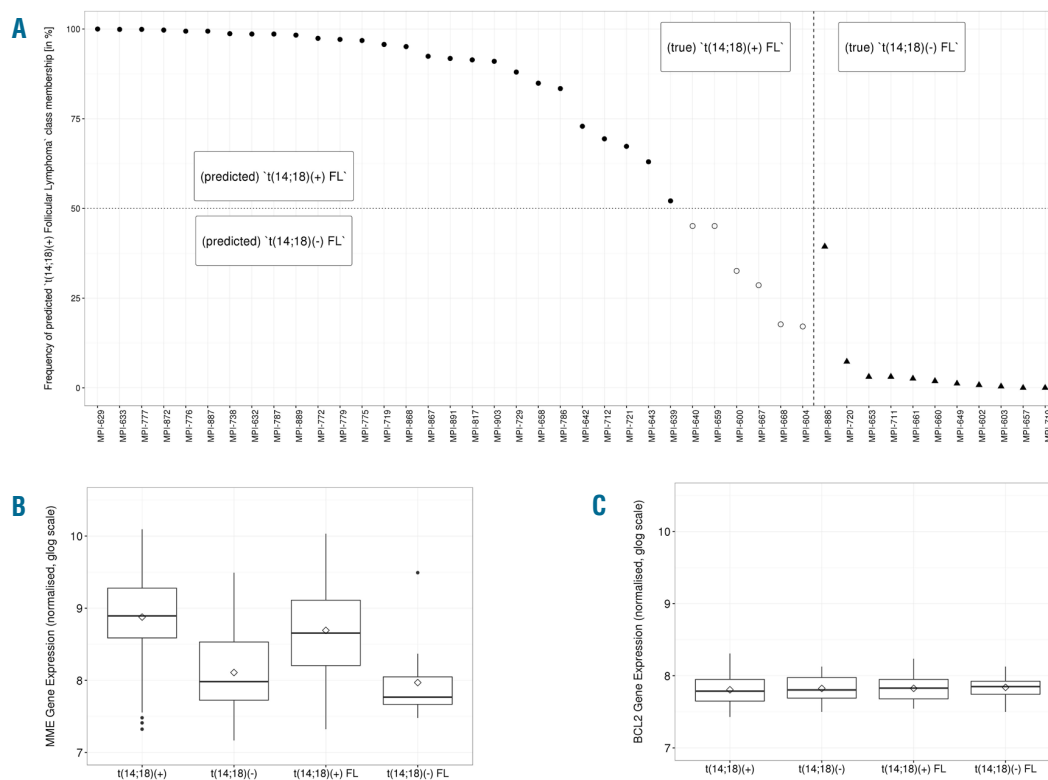 A
Frequency of predicted `t(14;18)(+) Follicular Lymphoma` class membership [in %]
100
75
50
25
0
(true) `t(14;18)(+) FL`
(true) `t(14;18)(-) FL`
(predicted) `t(14;18)(+) FL`
(predicted) `t(14;18)(-) FL`
MPI-629
MPI-633
MPI-777
MPI-872
MPI-776
MPI-887
MPI-738
MPI-632
MPI-787
MPI-889
MPI-772
MPI-779
MPI-775
MPI-719
MPI-868
MPI-867
MPI-891
MPI-817
MPI-903
MPI-729
MPI-658
MPI-786
MPI-642
MPI-712
MPI-721
MPI-643
MPI-639
MPI-640
MPI-659
MPI-600
MPI-667
MPI-668
MPI-604
MPI-886
MPI-720
MPI-653
MPI-711
MPI-661
MPI-660
MPI-649
MPI-602
MPI-603
MPI-657
B
MME Gene Expression (normalised, glog scale)
10
9
8
7
t(14;18)(+)
t(14;18)(-)
t(14;18)(+) FL
t(14;18)(-) FL
C
BCL2 Gene Expression (normalised, glog scale)
10
9
8
7
t(14;18)(+)
t(14;18)(-)
t(14;18)(+) FL
t(14;18)(-) FL